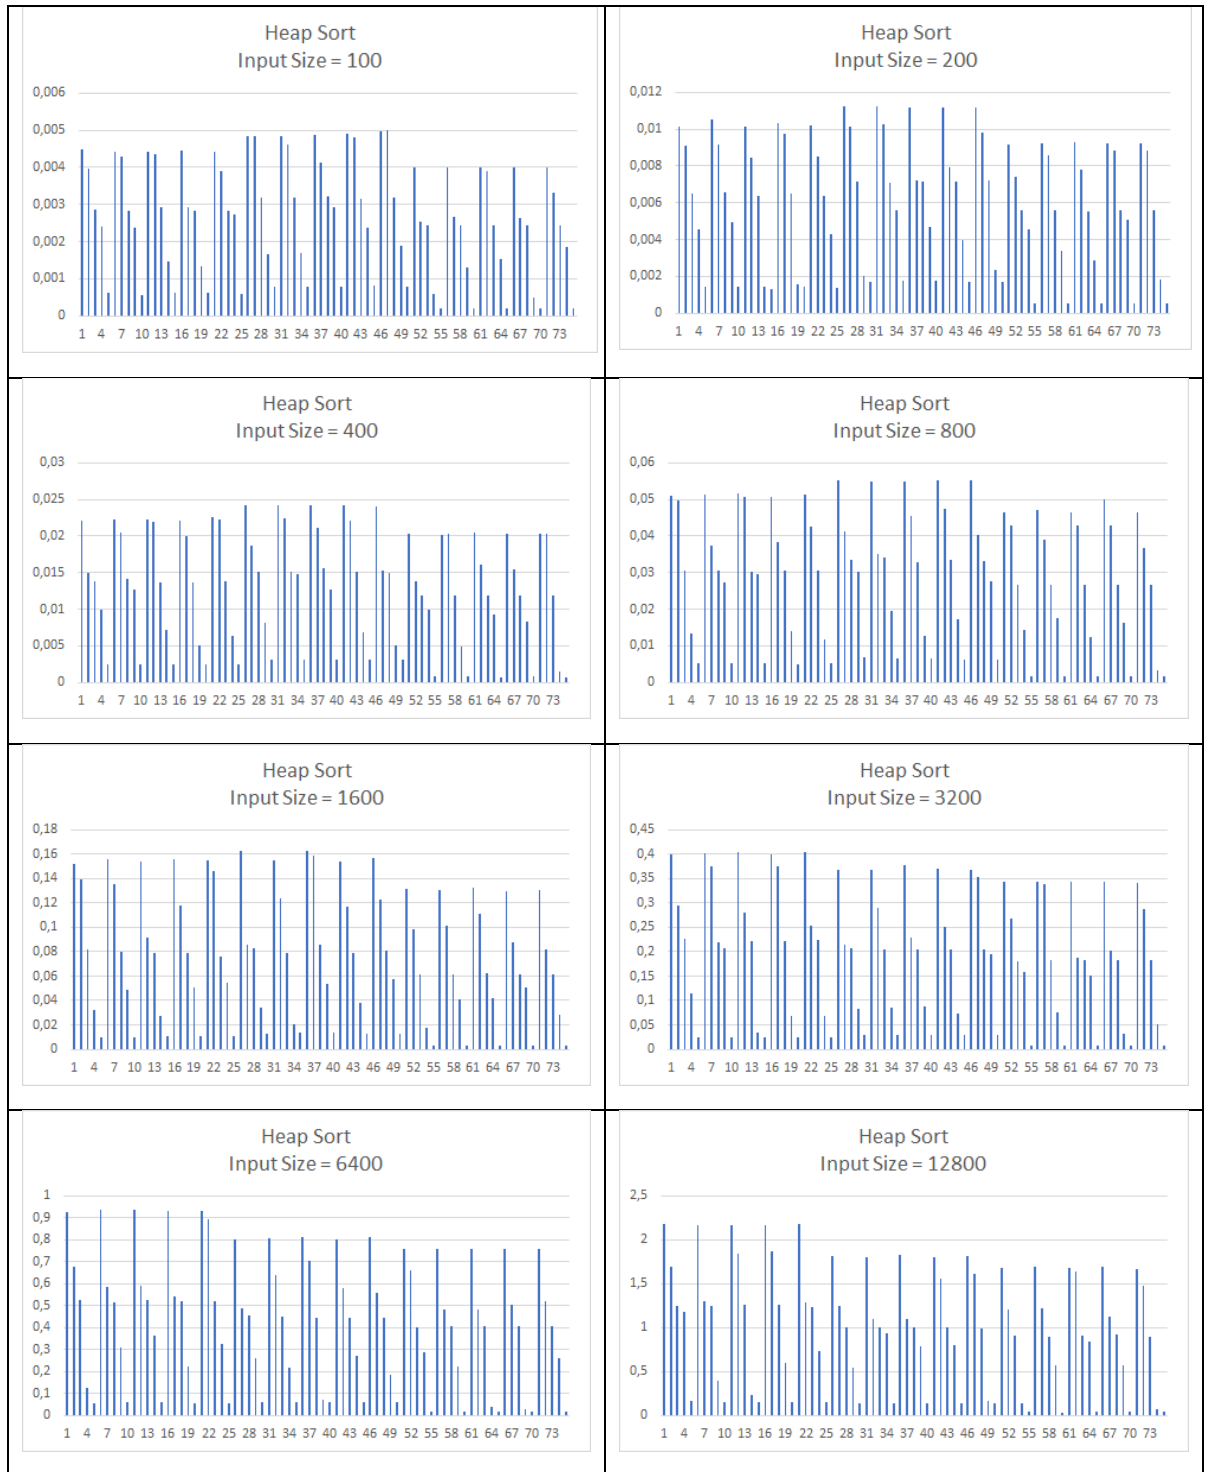 Heap Sort
Input Size = 100
0,006
0,005
0,004
0,003
0,002
0,001
0
1 4 7 10 13 16 19 22 25 28 31 34 37 40 43 46 49 52 55 58 61 64 67 70 73
Heap Sort
Input Size = 200
0,012
0,01
0,008
0,006
0,004
0,002
0
1 4 7 10 13 16 19 22 25 28 31 34 37 40 43 46 49 52 55 58 61 64 67 70 73
Heap Sort
Input Size = 400
0,03
0,025
0,02
0,015
0,01
0,005
0
1 4 7 10 13 16 19 22 25 28 31 34 37 40 43 46 49 52 55 58 61 64 67 70 73
Heap Sort
Input Size = 800
0,06
0,05
0,04
0,03
0,02
0,01
0
1 4 7 10 13 16 19 22 25 28 31 34 37 40 43 46 49 52 55 58 61 64 67 70 73
Heap Sort
Input Size = 1600
0,18
0,16
0,14
0,12
0,1
0,08
0,06
0,04
0,02
0
1 4 7 10 13 16 19 22 25 28 31 34 37 40 43 46 49 52 55 58 61 64 67 70 73
Heap Sort
Input Size = 3200
0,45
0,4
0,35
0,3
0,25
0,2
0,15
0,1
0,05
0
1 4 7 10 13 16 19 22 25 28 31 34 37 40 43 46 49 52 55 58 61 64 67 70 73
Heap Sort
Input Size = 6400
1
0,9
0,8
0,7
0,6
0,5
0,4
0,3
0,2
0,1
0
1 4 7 10 13 16 19 22 25 28 31 34 37 40 43 46 49 52 55 58 61 64 67 70 73
Heap Sort
Input Size = 12800
2,5
2
1,5
1
0,5
0
1 4 7 10 13 16 19 22 25 28 31 34 37 40 43 46 49 52 55 58 61 64 67 70 73